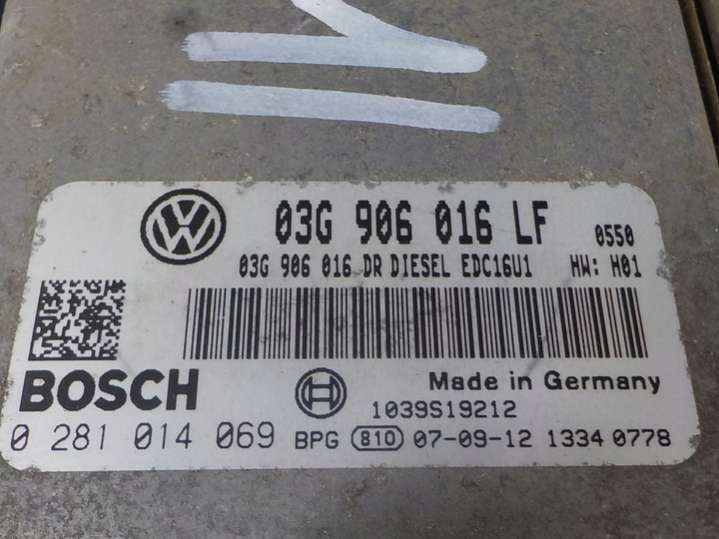 03G 906 016 LF 0550
03G 906 016 DR DIESEL EDC16U1 HW: H01
BOSCH Made in Germany
1039S19212
0 281 014 069 BPG 810 07-09-12 1334 0778